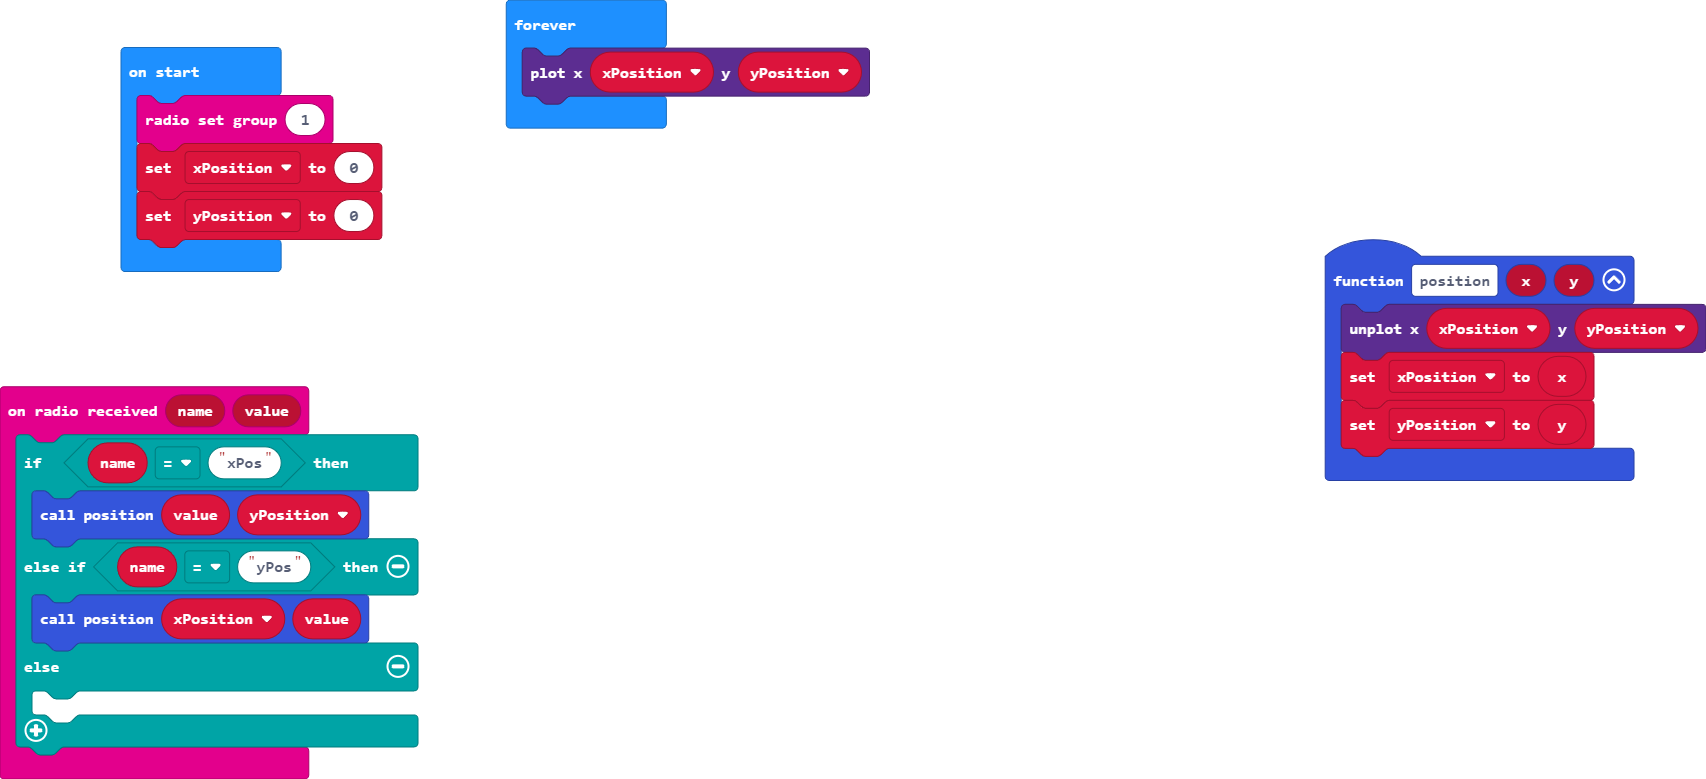 on start
radio set group 1
set xPosition to 0
set yPosition to 0
forever
plot x xPosition y yPosition
function position x y
unplot x xPosition y yPosition
set xPosition to x
set yPosition to y
on radio received name value
if name = "xPos" then
call position value yPosition
else if name = "yPos" then
call position xPosition value
else